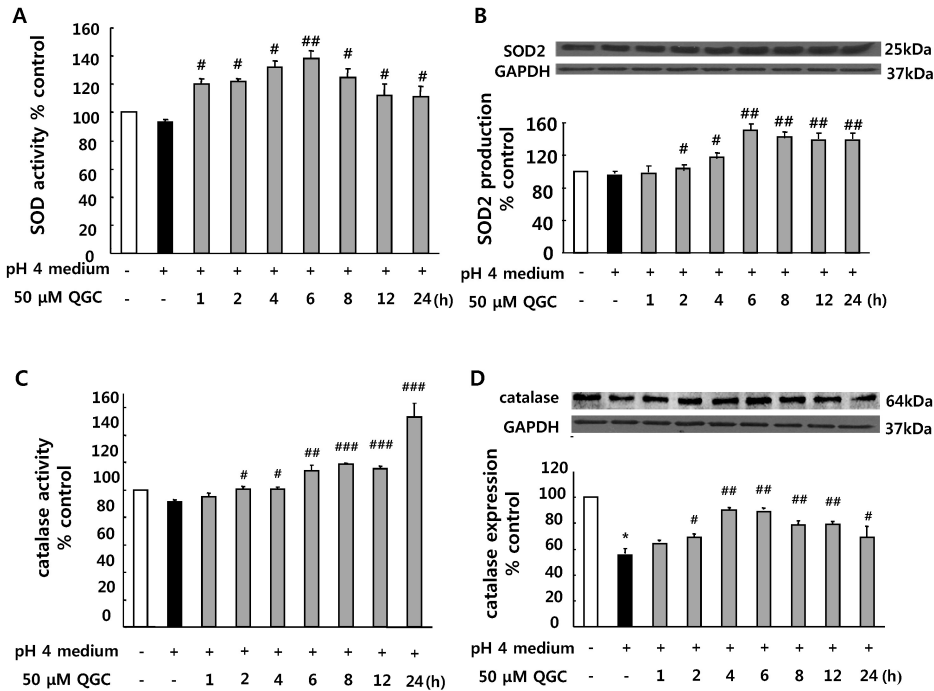 A
SOD activity % control
160
140
120
100
80
60
40
20
0
# # # ## # # #
pH 4 medium - + + + + + + + +
50 μM QGC - - 1 2 4 6 8 12 24 (h)
B
SOD2 25kDa
GAPDH 37kDa
SOD2 production
% control
160
120
80
40
0
# # ## ## ## ##
pH 4 medium - + + + + + + + +
50 μM QGC - - 1 2 4 6 8 12 24 (h)
C
catalase activity
% control
160
140
120
100
80
60
40
20
0
# # ## ### ### ###
pH 4 medium - + + + + + + + +
50 μM QGC - - 1 2 4 6 8 12 24 (h)
D
catalase 64kDa
GAPDH 37kDa
catalase expression
% control
120
100
80
60
40
20
0
* # ## ## ## ## #
pH 4 medium - + + + + + + + +
50 μM QGC - - 1 2 4 6 8 12 24 (h)